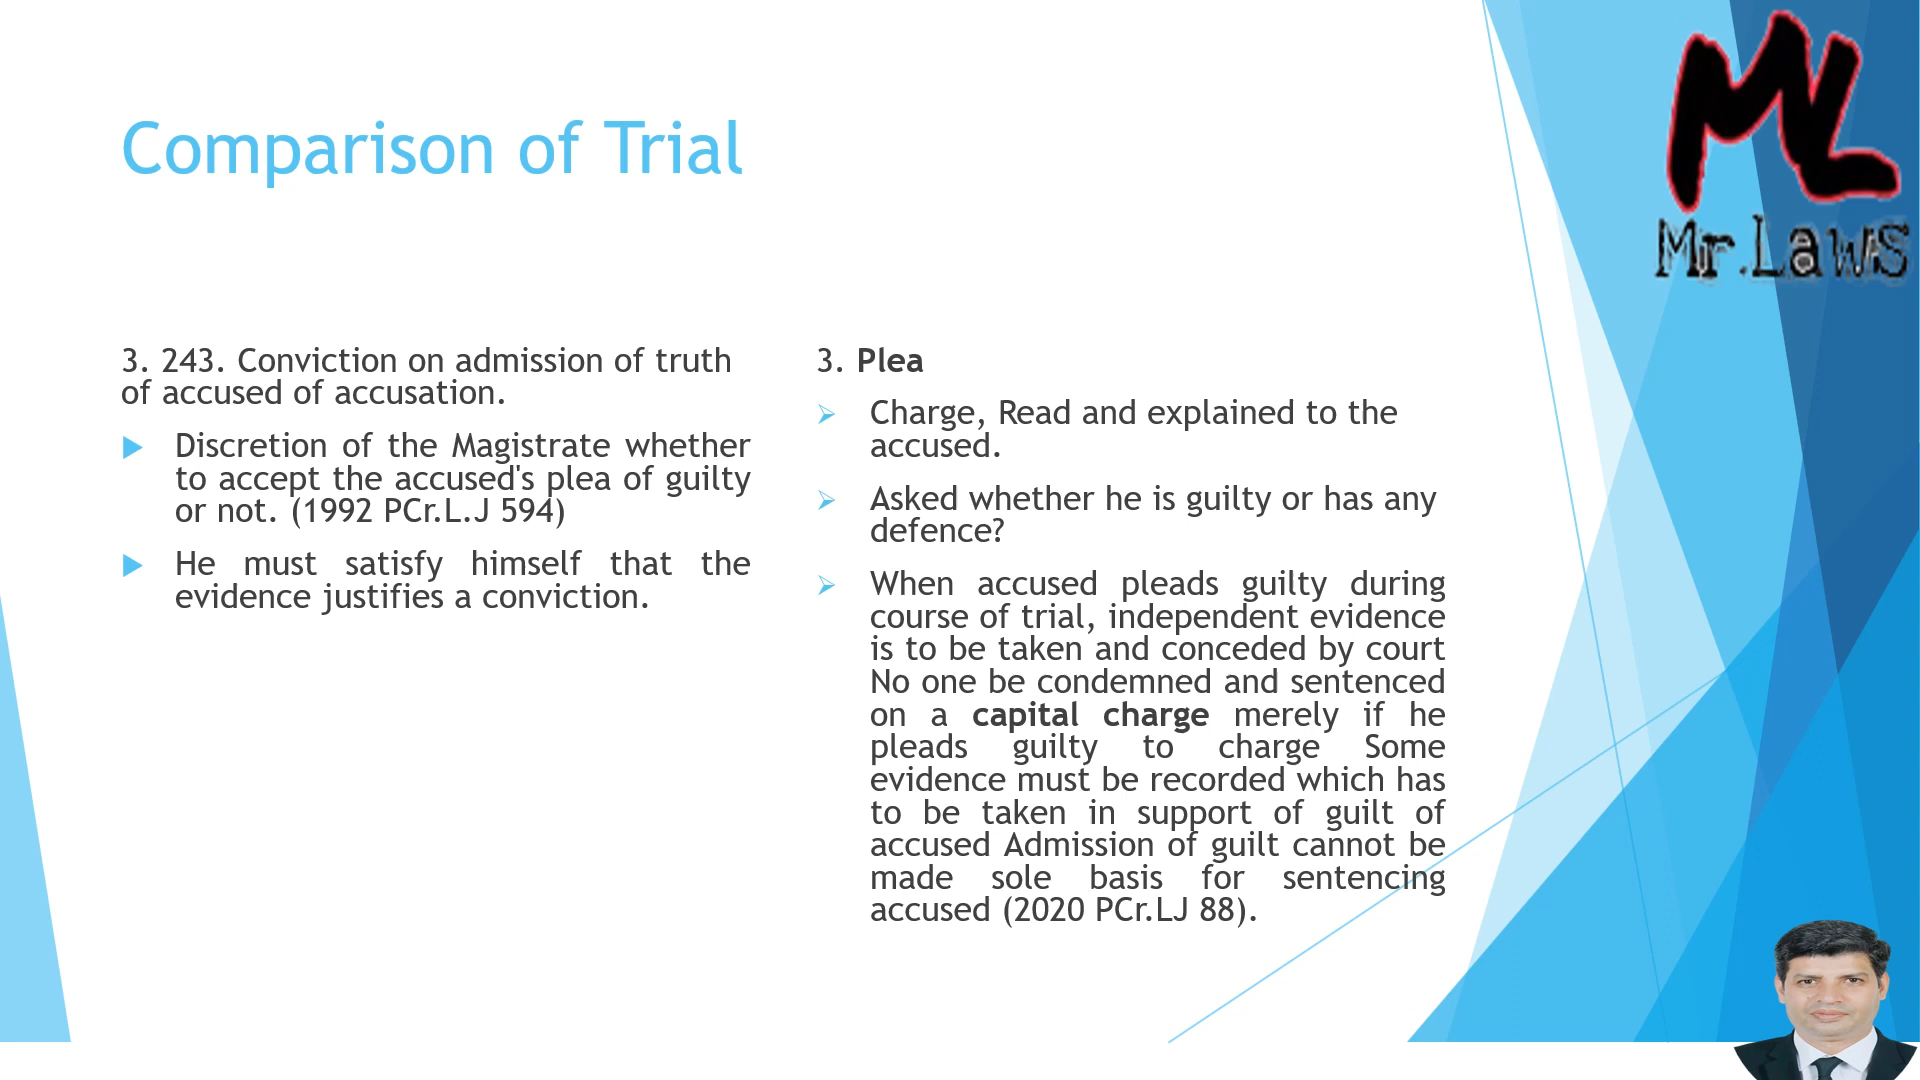 Comparison of Trial
ML
Mr.Laws
3. 243. Conviction on admission of truth
of accused of accusation.
Discretion of the Magistrate whether
to accept the accused's plea of guilty
or not. (1992 PCr.L.J 594)
He must satisfy himself that the
evidence justifies a conviction.
3. Plea
Charge, Read and explained to the
accused.
Asked whether he is guilty or has any
defence?
When accused pleads guilty during
course of trial, independent evidence
is to be taken and conceded by court
No one be condemned and sentenced
on a capital charge merely if he
pleads guilty to charge Some
evidence must be recorded which has
to be taken in support of guilt of
accused Admission of guilt cannot be
made sole basis for sentencing
accused (2020 PCr.LJ 88).